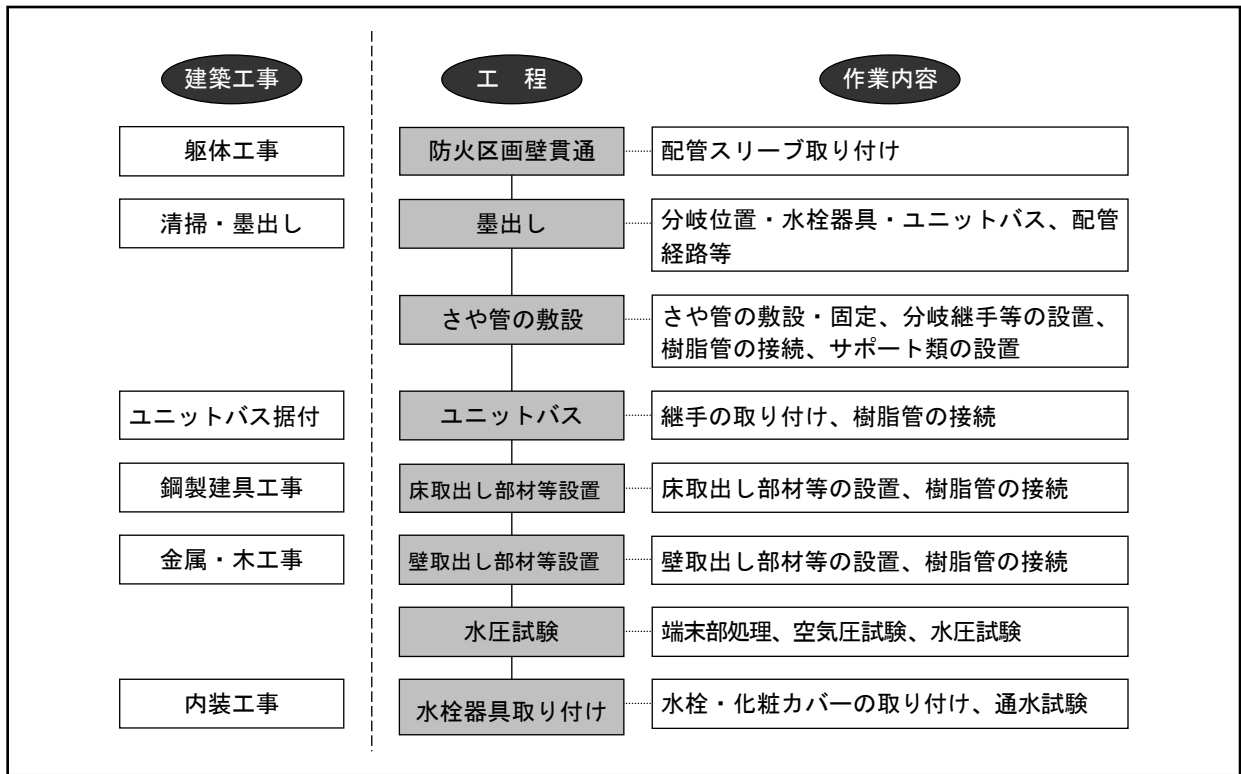 建築工事
工　程
作業内容
躯体工事
防火区画壁貫通
配管スリーブ取り付け
清掃・墨出し
墨出し
分岐位置・水栓器具・ユニットバス、配管
経路等
さや管の敷設
さや管の敷設・固定、分岐継手等の設置、
樹脂管の接続、サポート類の設置
ユニットバス据付
ユニットバス
継手の取り付け、樹脂管の接続
鋼製建具工事
床取出し部材等設置
床取出し部材等の設置、樹脂管の接続
金属・木工事
壁取出し部材等設置
壁取出し部材等の設置、樹脂管の接続
水圧試験
端末部処理、空気圧試験、水圧試験
内装工事
水栓器具取り付け
水栓・化粧カバーの取り付け、通水試験